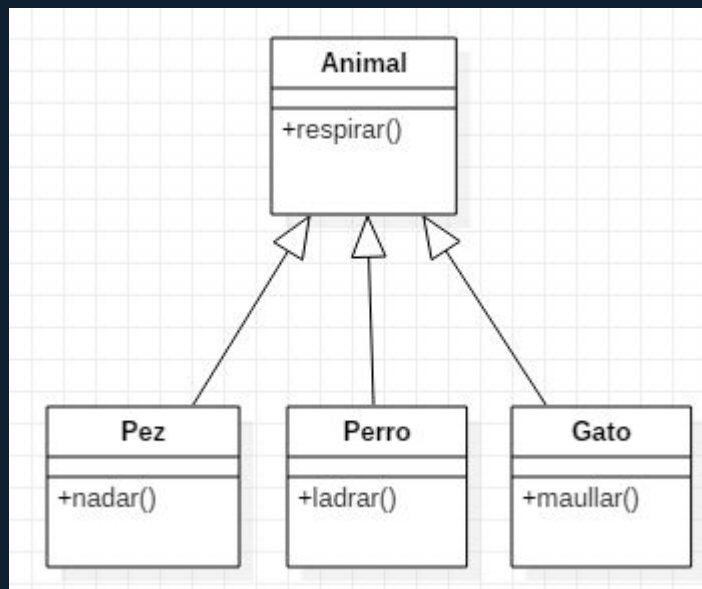 Animal
+respirar()
Pez
+nadar()
Perro
+ladrar()
Gato
+maullar()